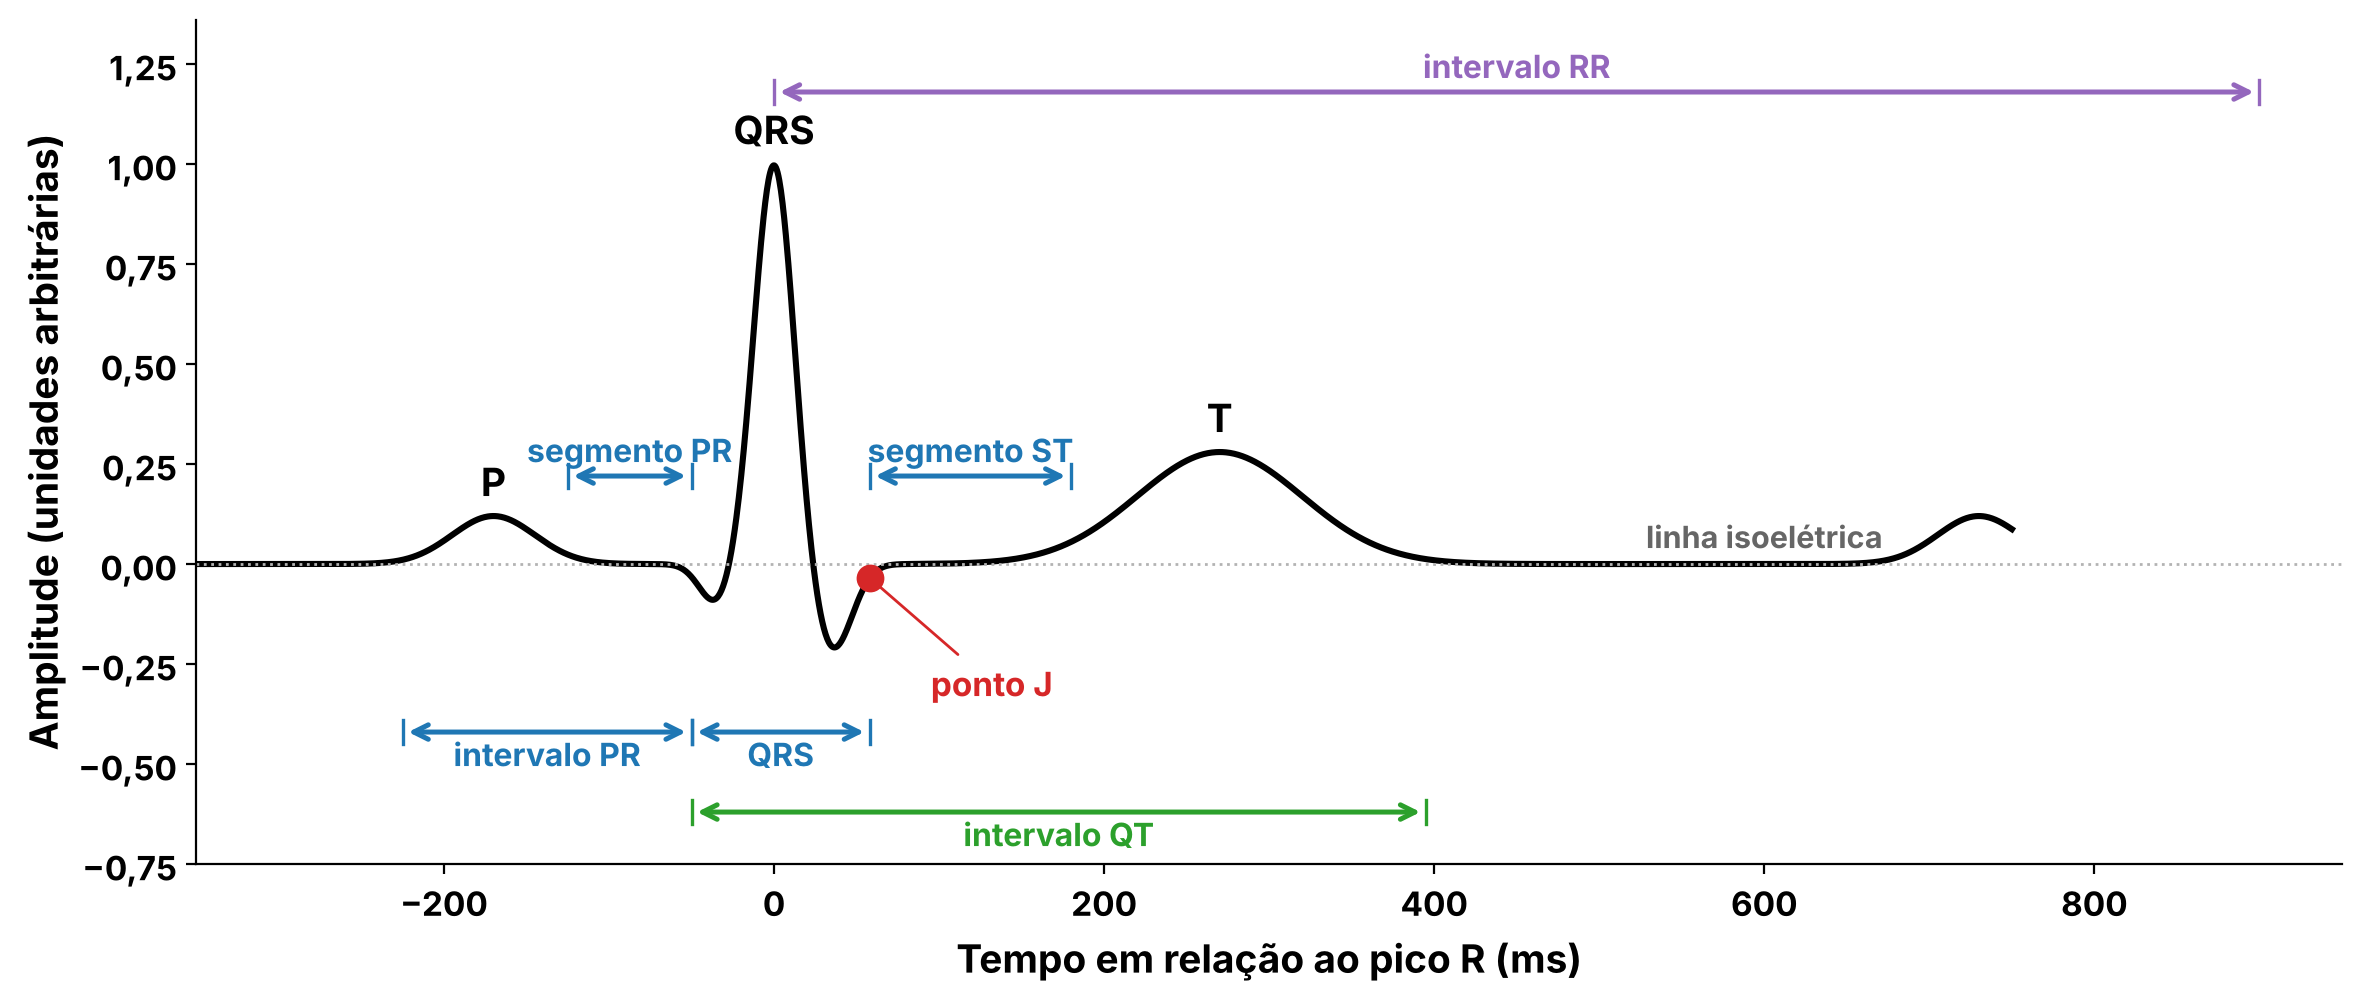 intervalo RR
QRS
segmento PR
segmento ST
P
T
linha isoelétrica
ponto J
intervalo PR
QRS
intervalo QT
1,25
1,00
0,75
0,50
0,25
0,00
−0,25
−0,50
−0,75
Amplitude (unidades arbitrárias)
−200
0
200
400
600
800
Tempo em relação ao pico R (ms)